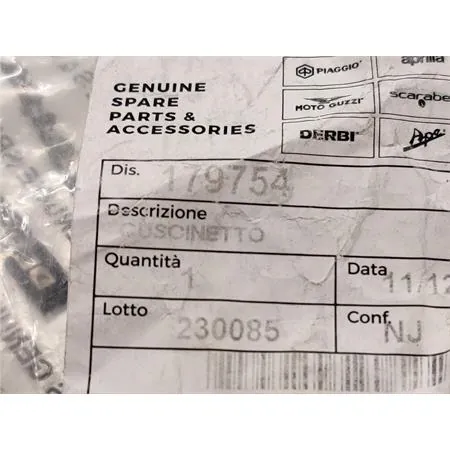 GENUINE
SPARE
PARTS &
ACCESSORIES
PIAGGIO
aprilia
MOTO GUZZI
scarabe
DERBI
Dis.
179754
Descrizione
CUSCINETTO
Quantità
1
Data
11/12
Lotto
230085
Conf.
NJ